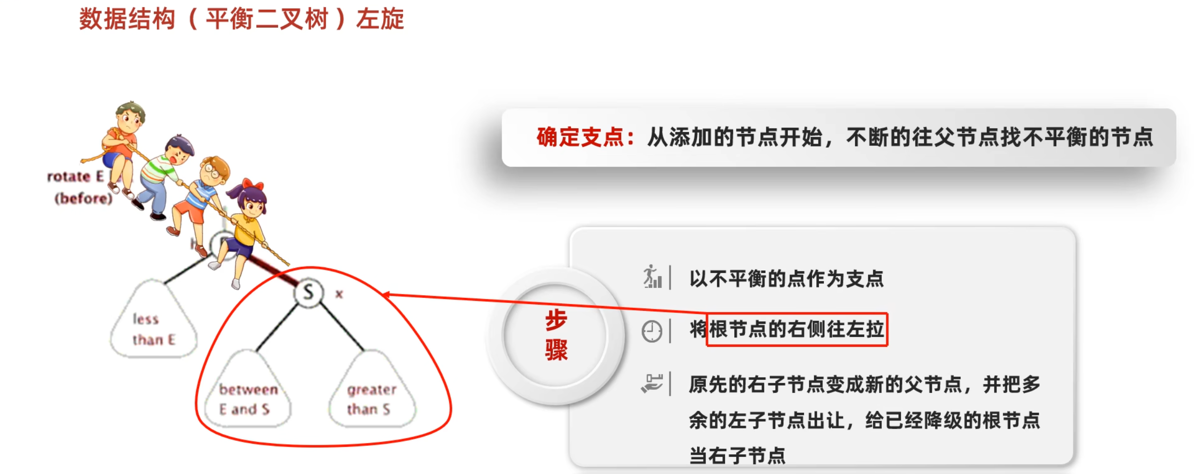 数据结构（平衡二叉树）左旋
确定支点：从添加的节点开始，不断的往父节点找不平衡的节点
rotate E
(before)
h
S
x
less
than E
between
E and S
greater
than S
步
骤
以不平衡的点作为支点
将根节点的右侧往左拉
原先的右子节点变成新的父节点，并把多
余的左子节点出让，给已经降级的根节点
当右子节点